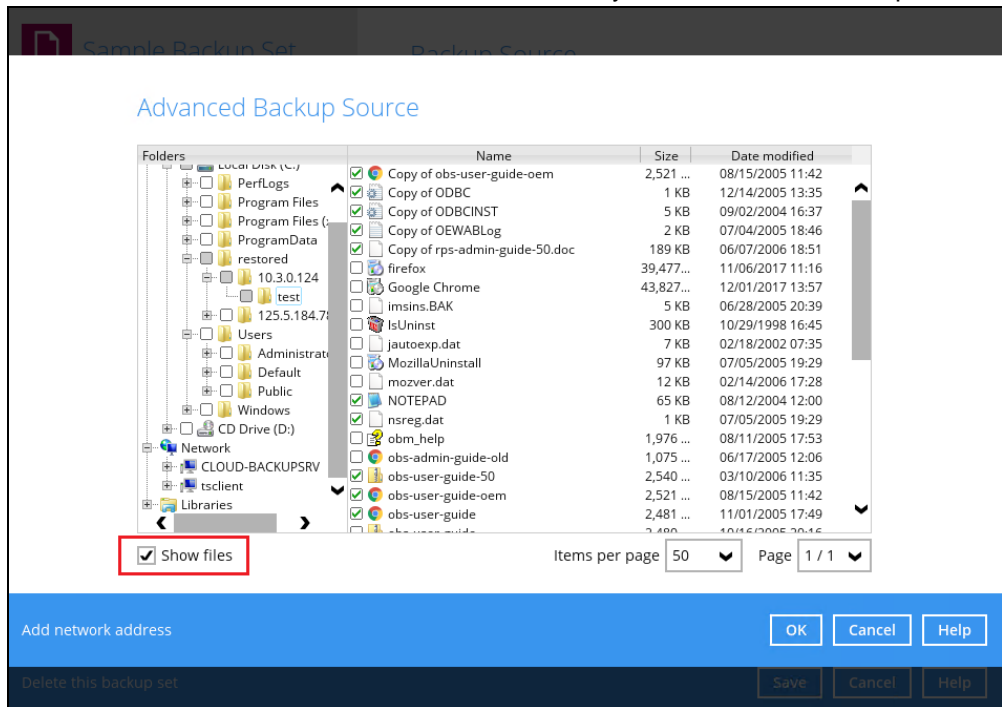 Sample Backup Set
Backup Source
Advanced Backup Source
Folders Name Size Date modified
Local Disk (C:)
PerfLogs
Program Files
Program Files (
ProgramData
restored
10.3.0.124
test
125.5.184.78
Users
Administrat
Default
Public
Windows
CD Drive (D:)
Network
CLOUD-BACKUPSRV
tsclient
Libraries
Copy of obs-user-guide-oem 2,521 ... 08/15/2005 11:42
Copy of ODBC 1 KB 12/14/2005 13:35
Copy of ODBCINST 5 KB 09/02/2004 16:37
Copy of OEWABLog 2 KB 07/04/2005 18:46
Copy of rps-admin-guide-50.doc 189 KB 06/07/2006 18:51
firefox 39,477... 11/06/2017 11:16
Google Chrome 43,827... 12/01/2017 13:57
imsins.BAK 5 KB 06/28/2005 20:39
IsUninst 300 KB 10/29/1998 16:45
jautoexp.dat 7 KB 02/18/2002 07:35
MozillaUninstall 97 KB 07/05/2005 19:29
mozver.dat 12 KB 02/14/2006 17:28
NOTEPAD 65 KB 08/12/2004 12:00
nsreg.dat 1 KB 07/05/2005 19:29
obm_help 1,976 ... 08/11/2005 17:53
obs-admin-guide-old 1,075 ... 06/17/2005 12:06
obs-user-guide-50 2,540 ... 03/10/2006 11:35
obs-user-guide-oem 2,521 ... 08/15/2005 11:42
obs-user-guide 2,481 ... 11/01/2005 17:49
Show files
Items per page 50 Page 1 / 1
Add network address
OK Cancel Help
Delete this backup set
Save Cancel Help